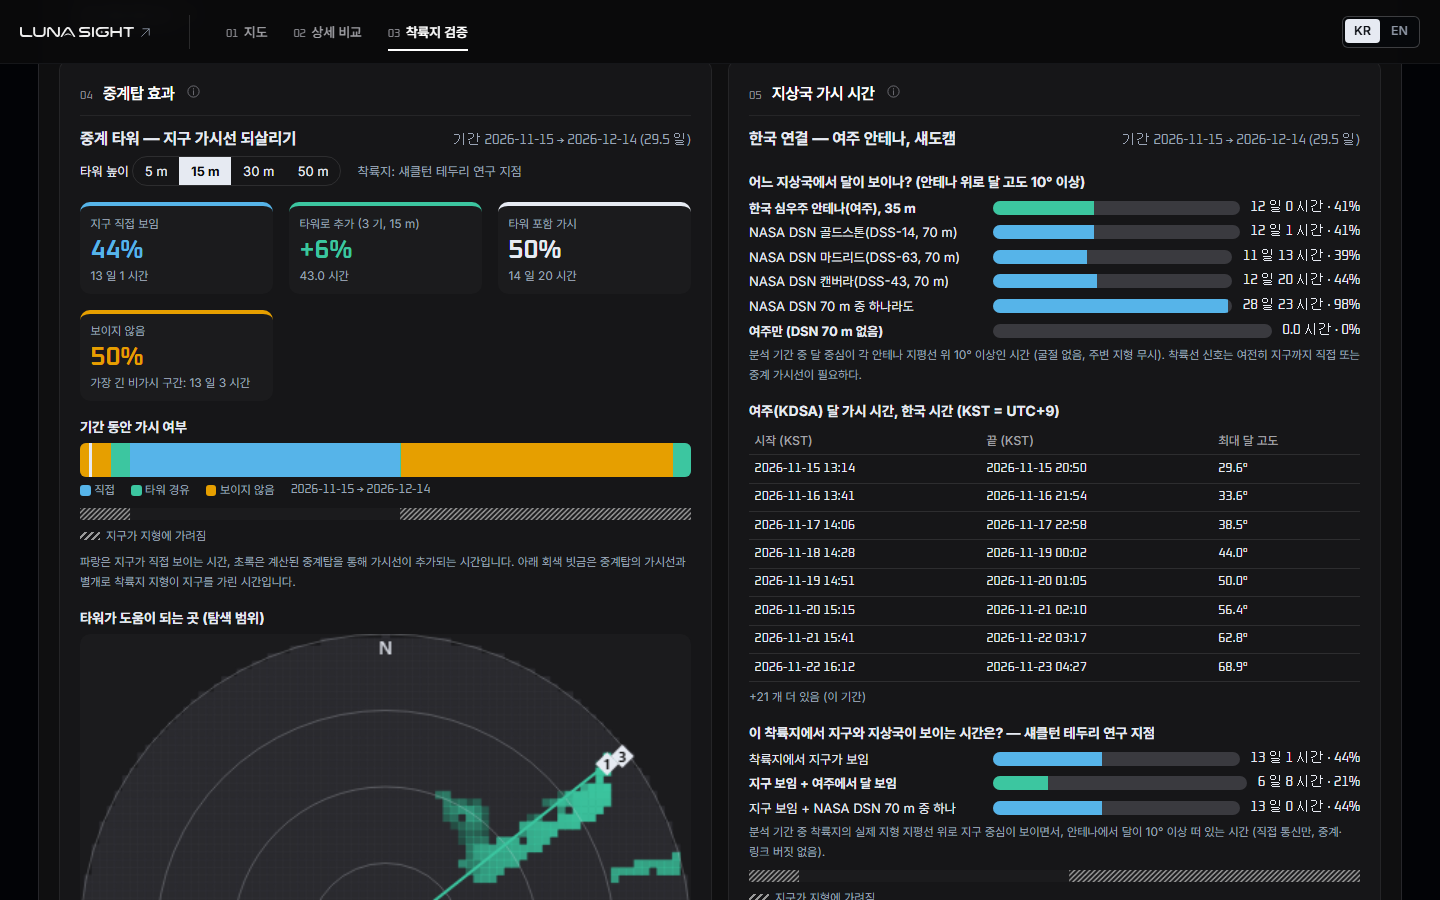 LUNA SIGHT ↗
01 지도
02 상세 비교
03 착륙지 검증
KR EN
04 중계탑 효과 ⓘ
중계 타워 — 지구 가시선 되살리기
기간 2026-11-15 → 2026-12-14 (29.5 일)
타워 높이 5 m 15 m 30 m 50 m 착륙지: 섀클턴 테두리 연구 지점
지구 직접 보임
44%
13 일 1 시간
타워로 추가 (3 기, 15 m)
+6%
43.0 시간
타워 포함 가시
50%
14 일 20 시간
보이지 않음
50%
가장 긴 비가시 구간: 13 일 3 시간
기간 동안 가시 여부
직접 타워 경유 보이지 않음 2026-11-15 → 2026-12-14
지구가 지형에 가려짐
파랑은 지구가 직접 보이는 시간, 초록은 계산된 중계탑을 통해 가시선이 추가되는 시간입니다. 아래 회색 빗금은 중계탑의 가시선과
별개로 착륙지 지형이 지구를 가린 시간입니다.
타워가 도움이 되는 곳 (탐색 범위)
N
1 3
05 지상국 가시 시간 ⓘ
한국 연결 — 여주 안테나, 섀도캠
기간 2026-11-15 → 2026-12-14 (29.5 일)
어느 지상국에서 달이 보이나? (안테나 위로 달 고도 10° 이상)
한국 심우주 안테나(여주), 35 m 12 일 0 시간 · 41%
NASA DSN 골드스톤(DSS-14, 70 m) 12 일 1 시간 · 41%
NASA DSN 마드리드(DSS-63, 70 m) 11 일 13 시간 · 39%
NASA DSN 캔버라(DSS-43, 70 m) 12 일 20 시간 · 44%
NASA DSN 70 m 중 하나라도 28 일 23 시간 · 98%
여주만 (DSN 70 m 없음) 0.0 시간 · 0%
분석 기간 중 달 중심이 각 안테나 지평선 위 10° 이상인 시간 (굴절 없음, 주변 지형 무시). 착륙선 신호는 여전히 지구까지 직접 또는
중계 가시선이 필요하다.
여주(KDSA) 달 가시 시간, 한국 시간 (KST = UTC+9)
시작 (KST) 끝 (KST) 최대 달 고도
2026-11-15 13:14 2026-11-15 20:50 29.6°
2026-11-16 13:41 2026-11-16 21:54 33.6°
2026-11-17 14:06 2026-11-17 22:58 38.5°
2026-11-18 14:28 2026-11-19 00:02 44.0°
2026-11-19 14:51 2026-11-20 01:05 50.0°
2026-11-20 15:15 2026-11-21 02:10 56.4°
2026-11-21 15:41 2026-11-22 03:17 62.8°
2026-11-22 16:12 2026-11-23 04:27 68.9°
+21 개 더 있음 (이 기간)
이 착륙지에서 지구와 지상국이 보이는 시간은? — 섀클턴 테두리 연구 지점
착륙지에서 지구가 보임 13 일 1 시간 · 44%
지구 보임 + 여주에서 달 보임 6 일 8 시간 · 21%
지구 보임 + NASA DSN 70 m 중 하나 13 일 0 시간 · 44%
분석 기간 중 착륙지의 실제 지형 지평선 위로 지구 중심이 보이면서, 안테나에서 달이 10° 이상 떠 있는 시간 (직접 통신만, 중계·
링크 버짓 없음).
지구가 지형에 가려짐